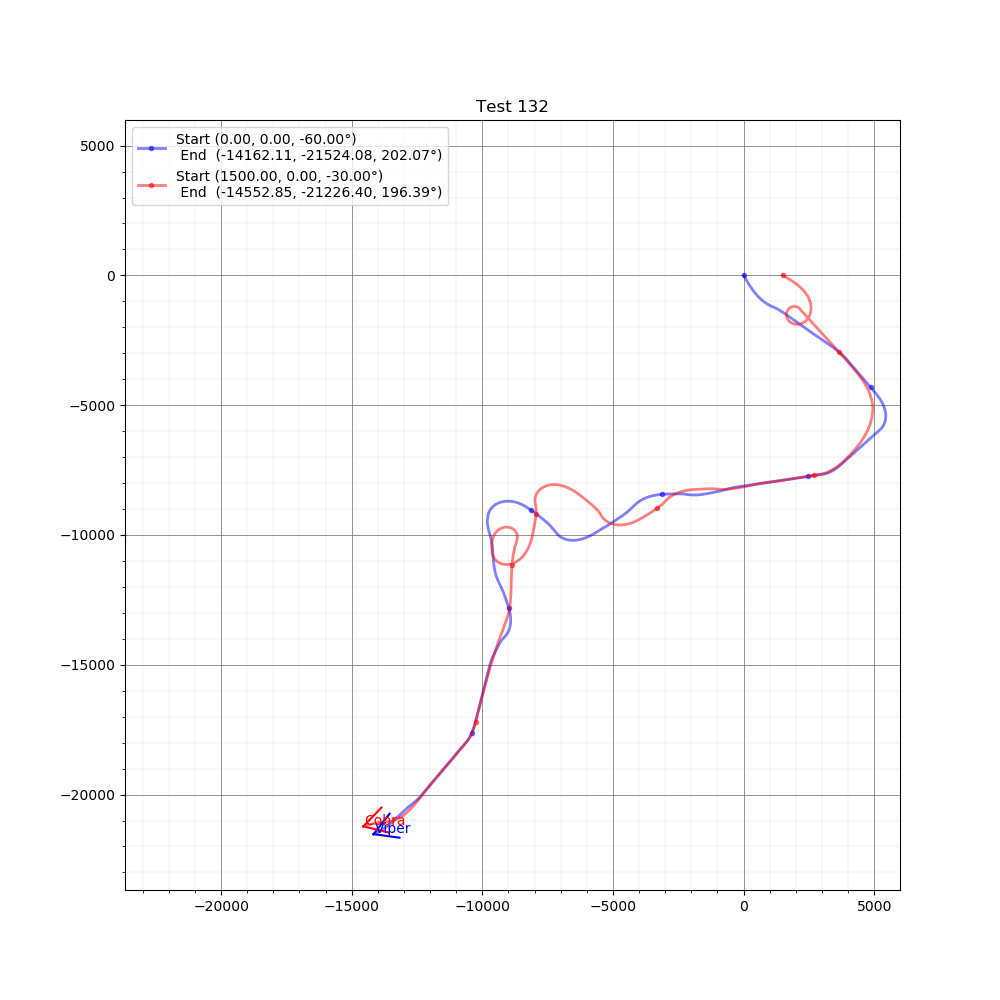 Test 132
Start (0.00, 0.00, -60.00°)
End (-14162.11, -21524.08, 202.07°)
Start (1500.00, 0.00, -30.00°)
End (-14552.85, -21226.40, 196.39°)
5000
0
−5000
−10000
−15000
−20000
Cobra
Viper
−20000 −15000 −10000 −5000 0 5000